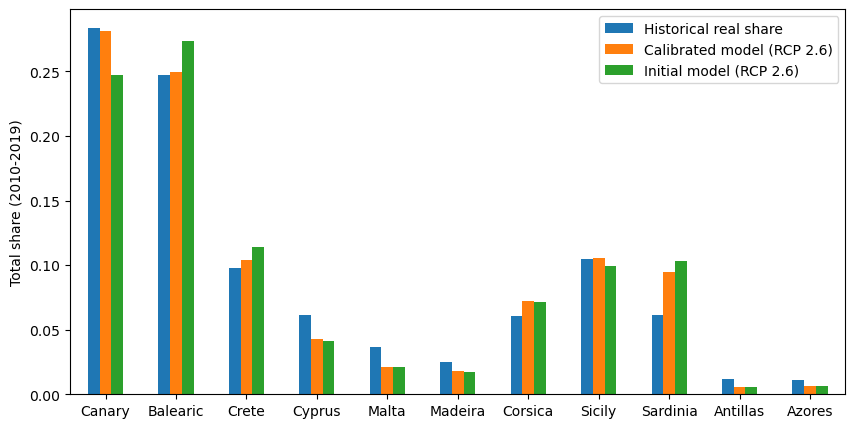 Historical real share
Calibrated model (RCP 2.6)
Initial model (RCP 2.6)
Total share (2010-2019)
0.25
0.20
0.15
0.10
0.05
0.00
Canary Balearic Crete Cyprus Malta Madeira Corsica Sicily Sardinia Antillas Azores